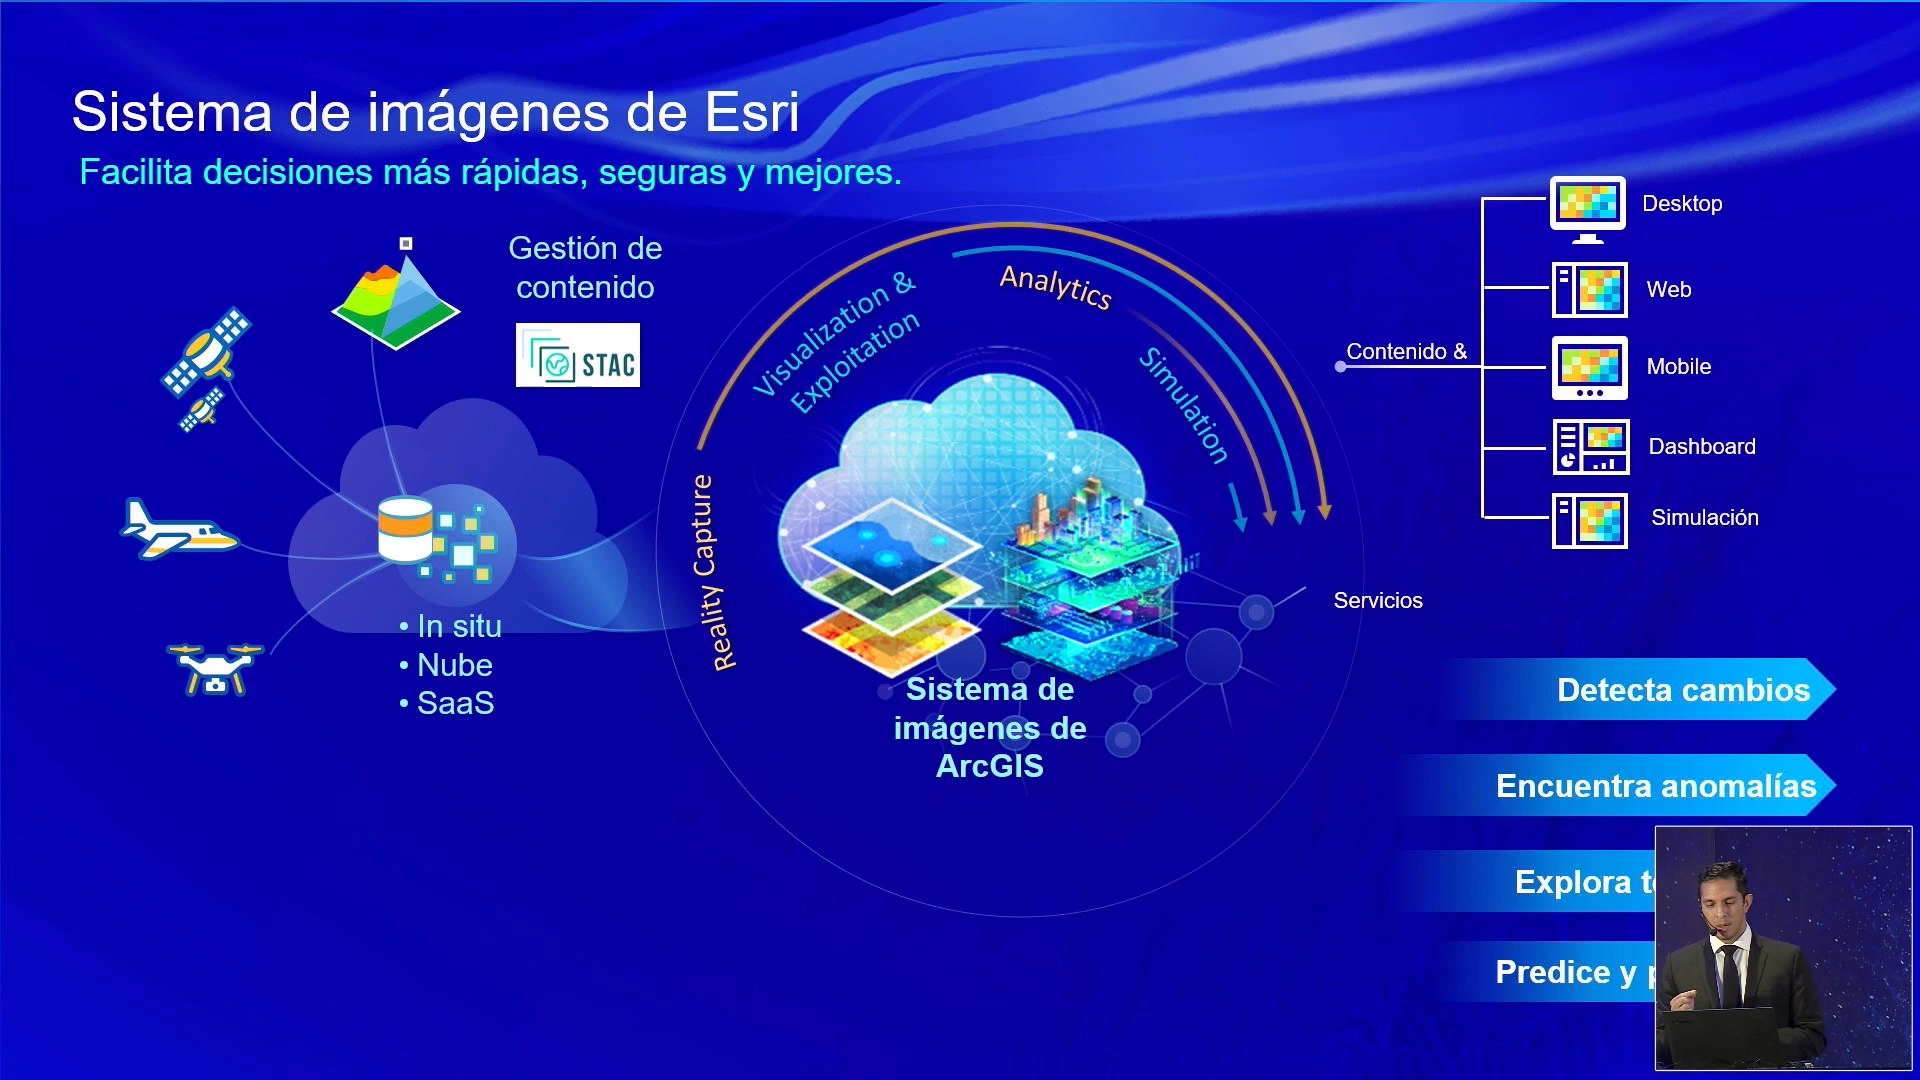 Sistema de imágenes de Esri
Facilita decisiones más rápidas, seguras y mejores.
Gestión de
contenido
STAC
• In situ
• Nube
• SaaS
Reality Capture
Visualization &
Exploitation
Analytics
Simulation
Sistema de
imágenes de
ArcGIS
Contenido &
Servicios
Desktop
Web
Mobile
Dashboard
Simulación
Detecta cambios
Encuentra anomalías
Explora
Predice y